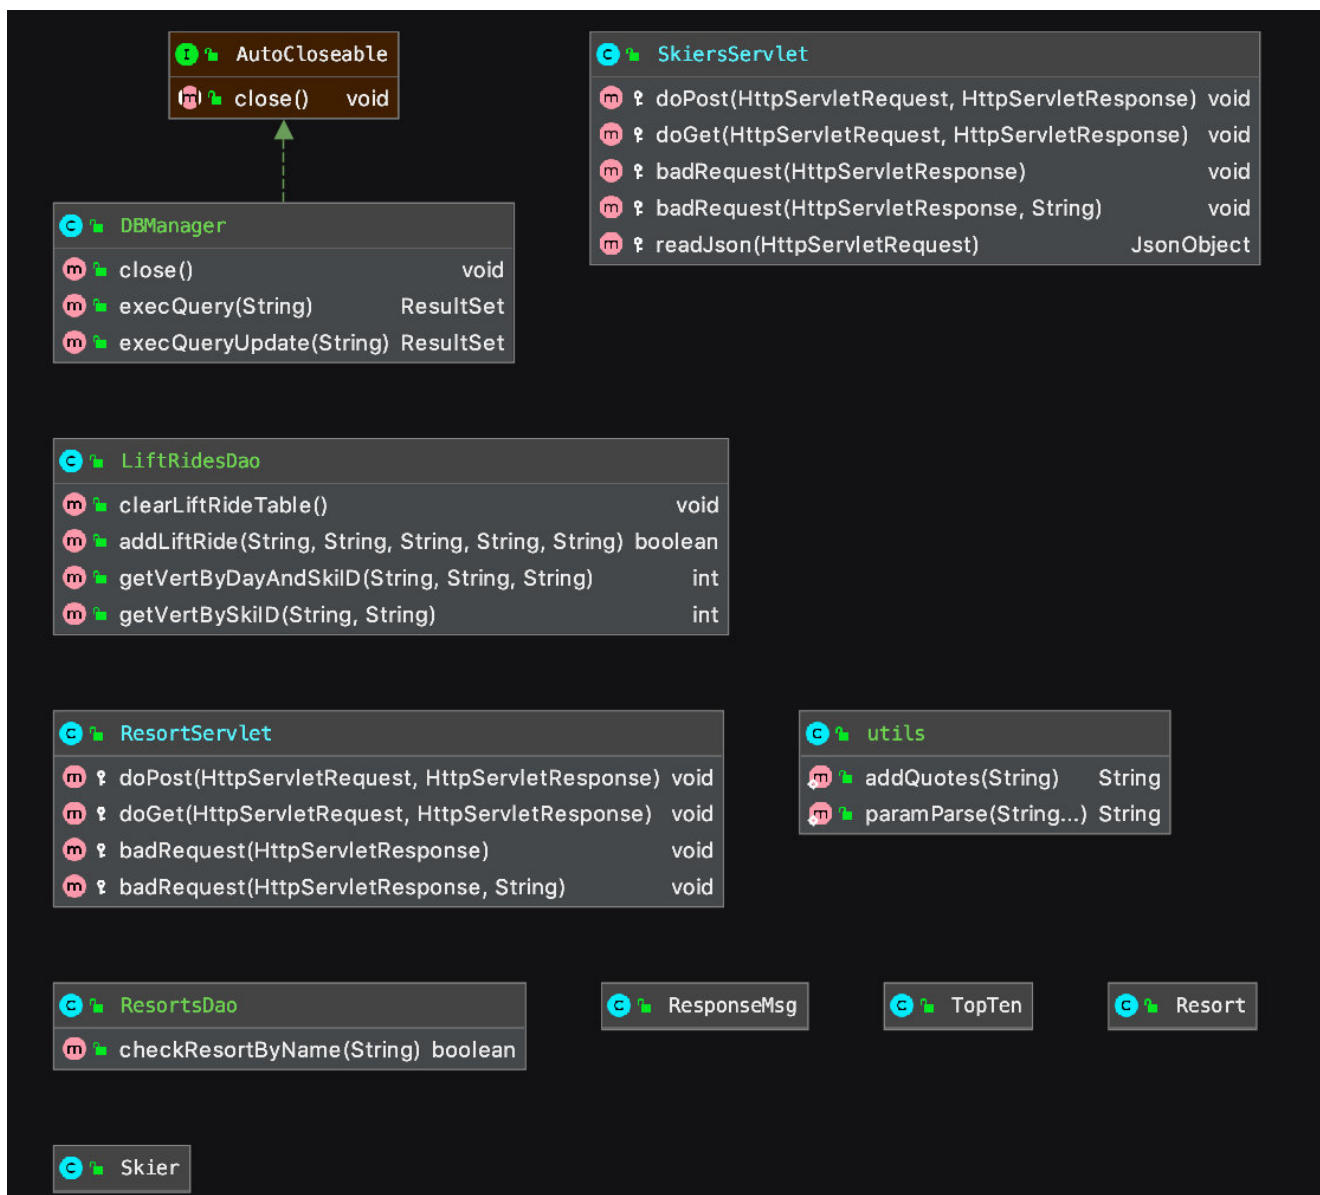 AutoCloseable
close() void
SkiersServlet
doPost(HttpServletRequest, HttpServletResponse) void
doGet(HttpServletRequest, HttpServletResponse) void
badRequest(HttpServletResponse) void
badRequest(HttpServletResponse, String) void
readJson(HttpServletRequest) JsonObject
DBManager
close() void
execQuery(String) ResultSet
execQueryUpdate(String) ResultSet
LiftRidesDao
clearLiftRideTable() void
addLiftRide(String, String, String, String, String) boolean
getVertByDayAndSkiID(String, String, String) int
getVertBySkiID(String, String) int
ResortServlet
doPost(HttpServletRequest, HttpServletResponse) void
doGet(HttpServletRequest, HttpServletResponse) void
badRequest(HttpServletResponse) void
badRequest(HttpServletResponse, String) void
utils
addQuotes(String) String
paramParse(String...) String
ResortsDao
checkResortByName(String) boolean
ResponseMsg
TopTen
Resort
Skier